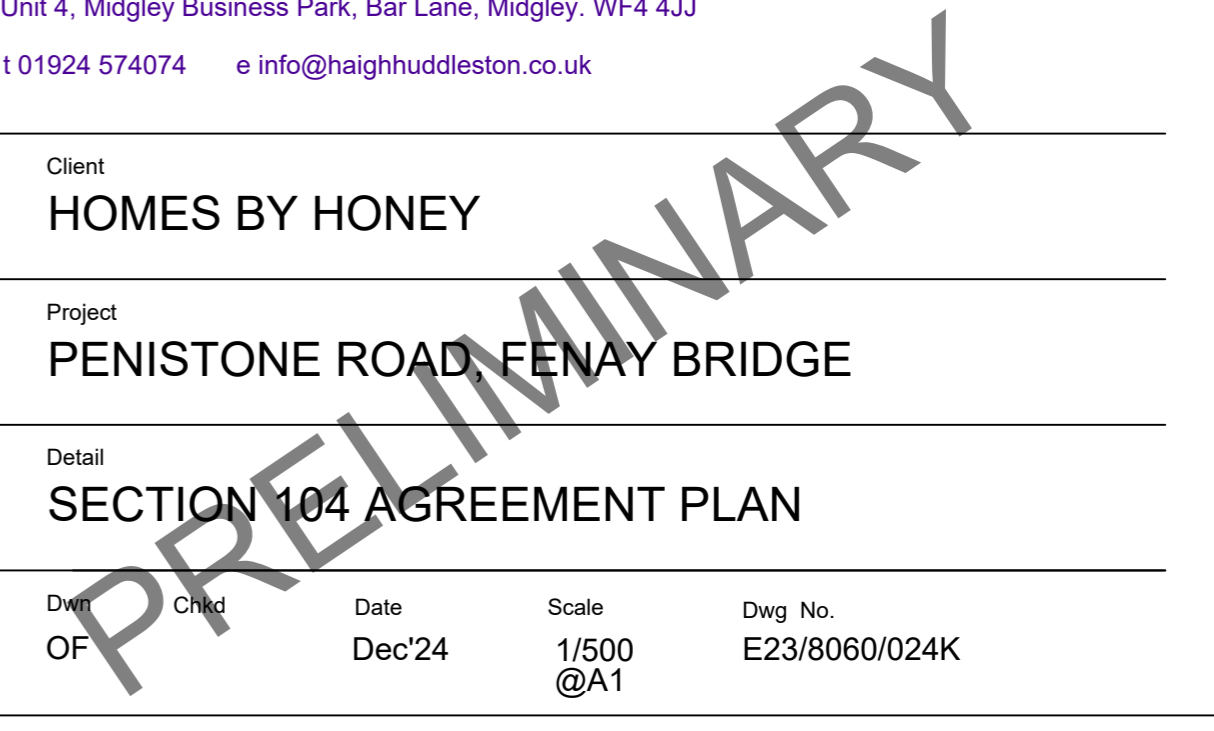 Unit 4, Midgley Business Park, Bar Lane, Midgley. WF4 4JJ
t 01924 574074 e info@haighhuddleston.co.uk
Client
HOMES BY HONEY
Project
PENISTONE ROAD, FENAY BRIDGE
Detail
SECTION 104 AGREEMENT PLAN
Dwn Chkd Date Scale Dwg No.
OF Dec'24 1/500 E23/8060/024K
@A1
PRELIMINARY